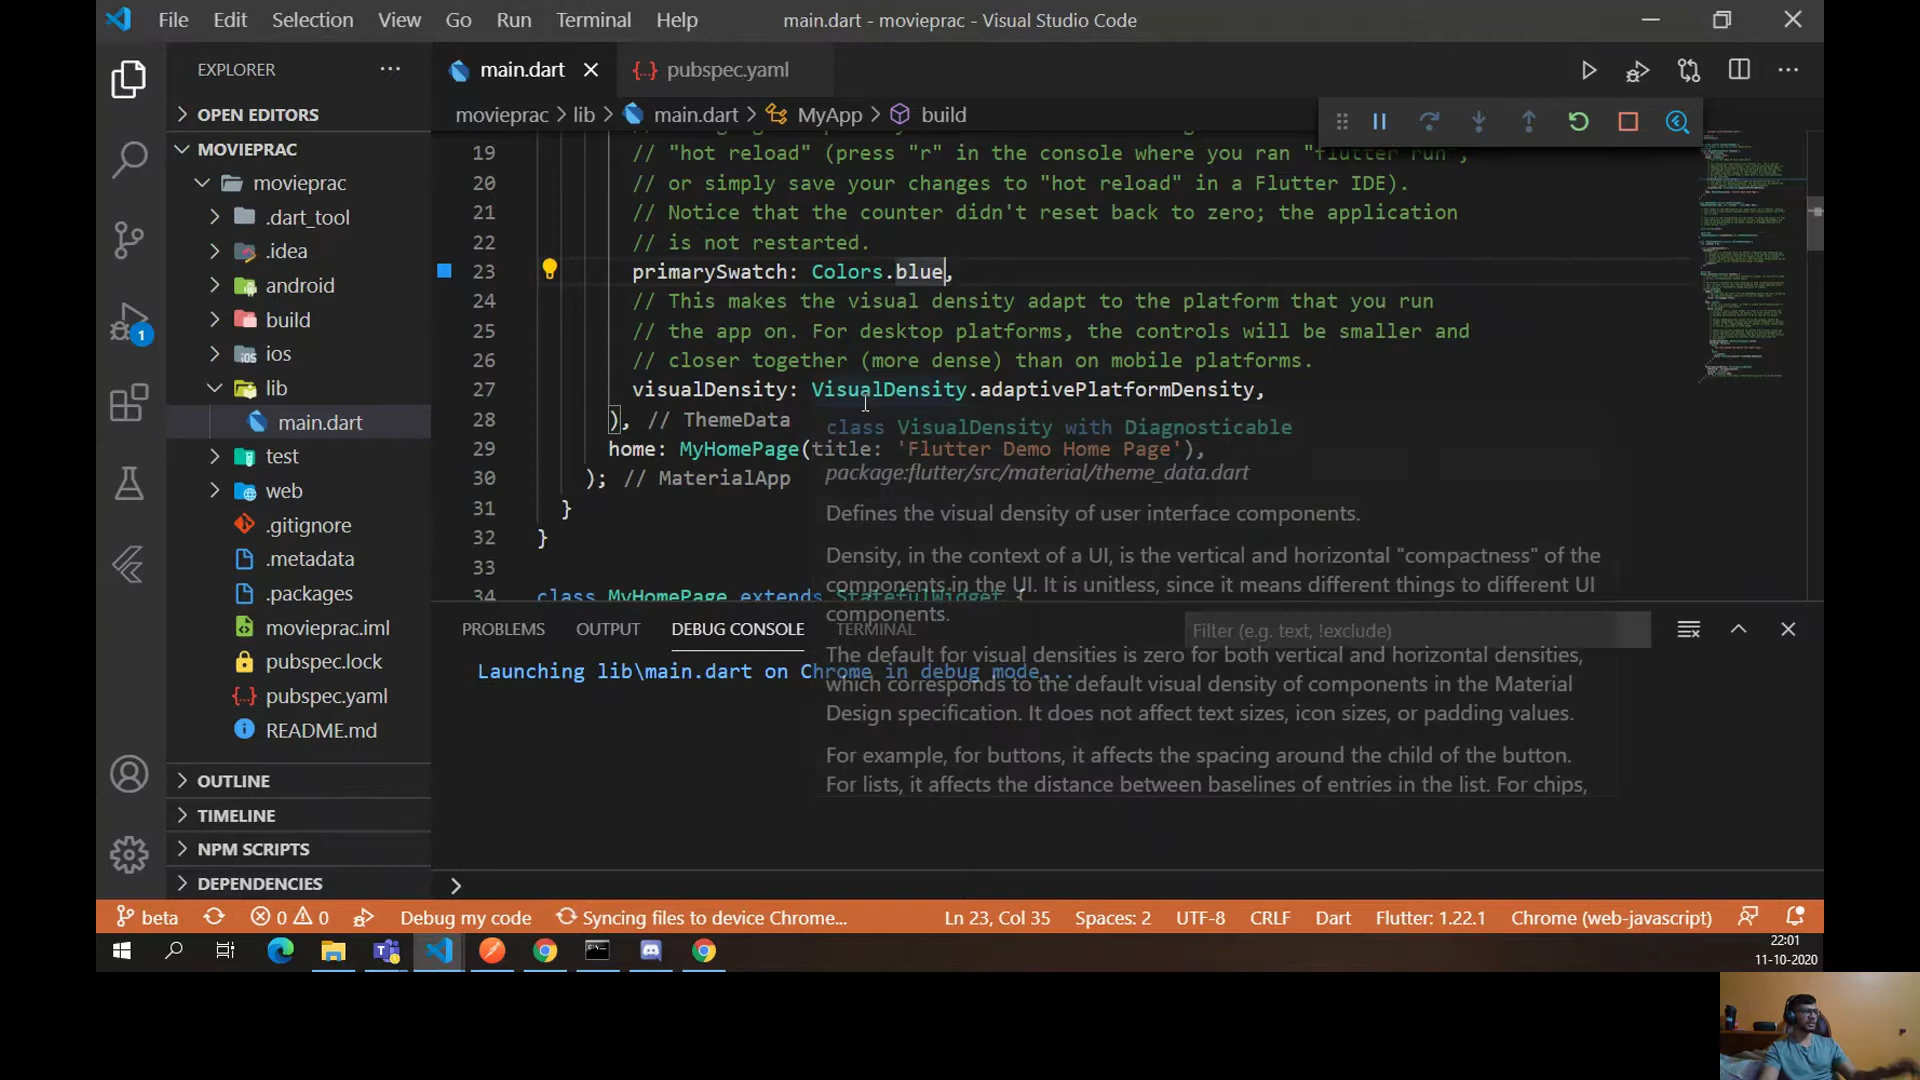 File Edit Selection View Go Run Terminal Help main.dart - movieprac - Visual Studio Code
EXPLORER
main.dart
pubspec.yaml
OPEN EDITORS
MOVIEPRAC
movieprac
.dart_tool
.idea
android
build
ios
lib
main.dart
test
web
.gitignore
.metadata
.packages
movieprac.iml
pubspec.lock
pubspec.yaml
README.md
OUTLINE
TIMELINE
NPM SCRIPTS
DEPENDENCIES
movieprac > lib > main.dart > MyApp > build
19 // "hot reload" (press "r" in the console where you ran "flutter run",
20 // or simply save your changes to "hot reload" in a Flutter IDE).
21 // Notice that the counter didn't reset back to zero; the application
22 // is not restarted.
23 primarySwatch: Colors.blue,
24 // This makes the visual density adapt to the platform that you run
25 // the app on. For desktop platforms, the controls will be smaller and
26 // closer together (more dense) than on mobile platforms.
27 visualDensity: VisualDensity.adaptivePlatformDensity,
28 ), // ThemeData
29 home: MyHomePage(title: 'Flutter Demo Home Page'),
30 ); // MaterialApp
31 }
32 }
33
34 class MyHomePage extends StatefulWidget {
class VisualDensity with Diagnosticable
package:flutter/src/material/theme_data.dart
Defines the visual density of user interface components.
Density, in the context of a UI, is the vertical and horizontal "compactness" of the
components in the UI. It is unitless, since it means different things to different UI
components.
The default for visual densities is zero for both vertical and horizontal densities,
which corresponds to the default visual density of components in the Material
Design specification. It does not affect text sizes, icon sizes, or padding values.
For example, for buttons, it affects the spacing around the child of the button.
For lists, it affects the distance between baselines of entries in the list. For chips,
PROBLEMS OUTPUT DEBUG CONSOLE TERMINAL Filter (e.g. text, !exclude)
Launching lib\main.dart on Chrome in debug mode...
1
beta 0 0 Debug my code Syncing files to device Chrome... Ln 23, Col 35 Spaces: 2 UTF-8 CRLF Dart Flutter: 1.22.1 Chrome (web-javascript)
22:01
11-10-2020